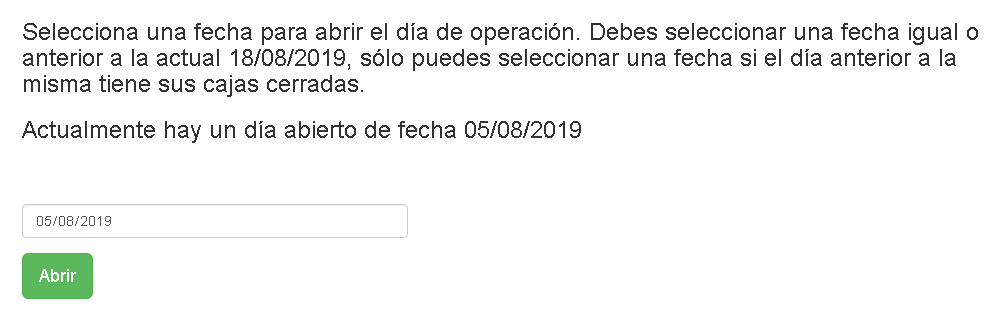 Selecciona una fecha para abrir el día de operación. Debes seleccionar una fecha igual o
anterior a la actual 18/08/2019, sólo puedes seleccionar una fecha si el día anterior a la
misma tiene sus cajas cerradas.
Actualmente hay un día abierto de fecha 05/08/2019
05/08/2019
Abrir